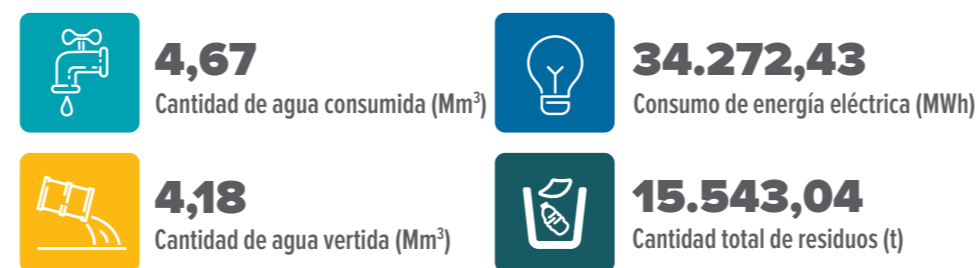 4,67
Cantidad de agua consumida (Mm³)
34.272,43
Consumo de energía eléctrica (MWh)
4,18
Cantidad de agua vertida (Mm³)
15.543,04
Cantidad total de residuos (t)